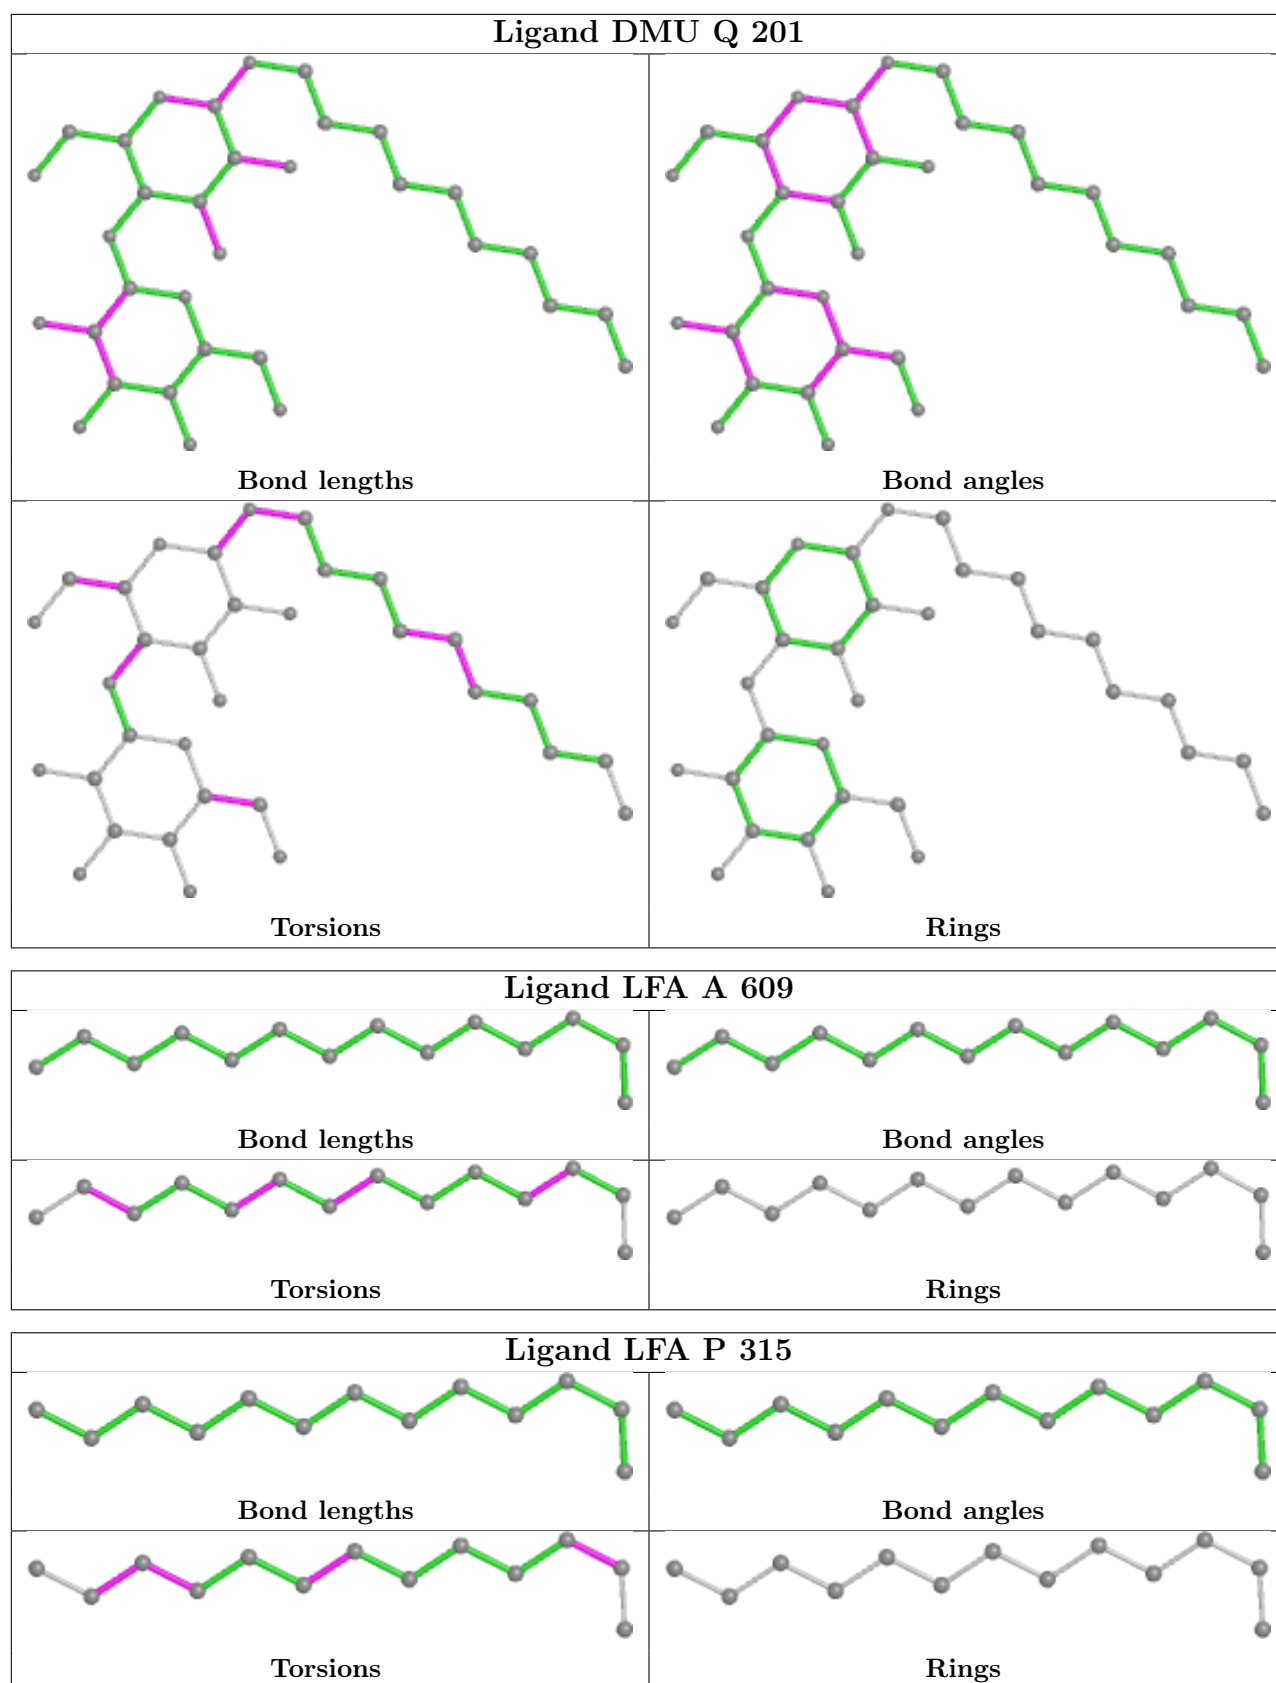 Ligand DMU Q 201
Bond lengths
Bond angles
Torsions
Rings
Ligand LFA A 609
Bond lengths
Bond angles
Torsions
Rings
Ligand LFA P 315
Bond lengths
Bond angles
Torsions
Rings